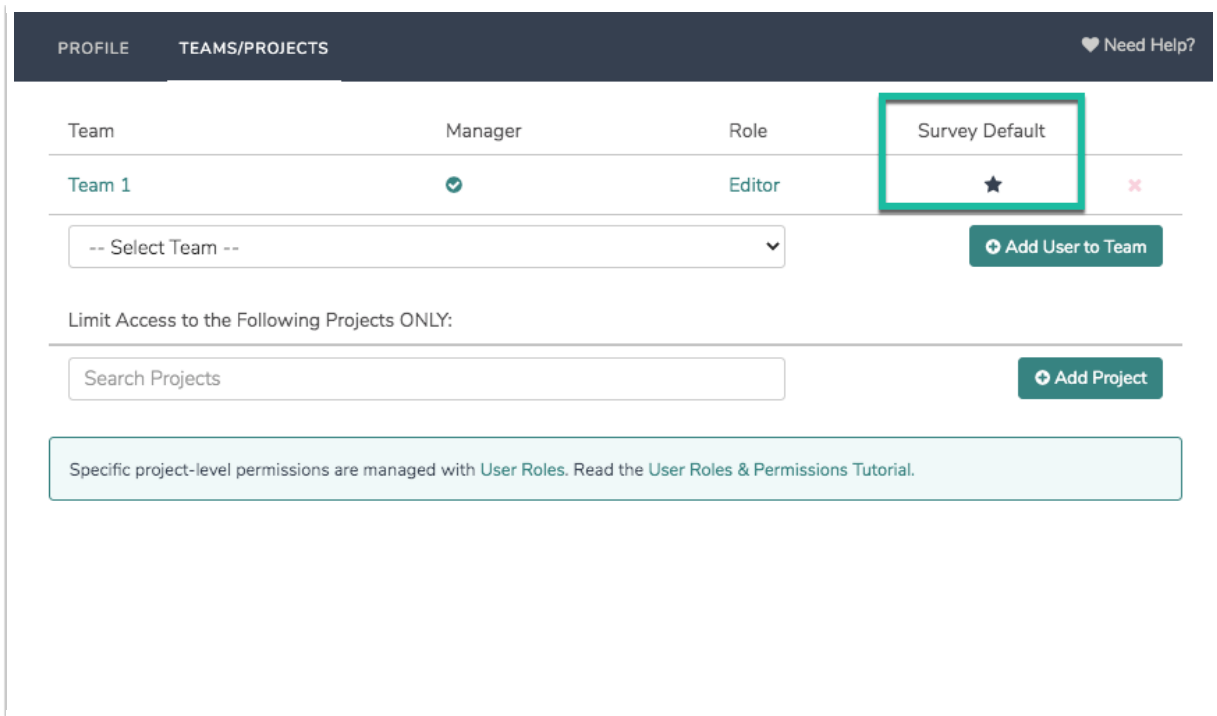 PROFILE TEAMS/PROJECTS Need Help?
Team Manager Role Survey Default
Team 1 Editor
-- Select Team -- Add User to Team
Limit Access to the Following Projects ONLY:
Search Projects Add Project
Specific project-level permissions are managed with User Roles. Read the User Roles & Permissions Tutorial.